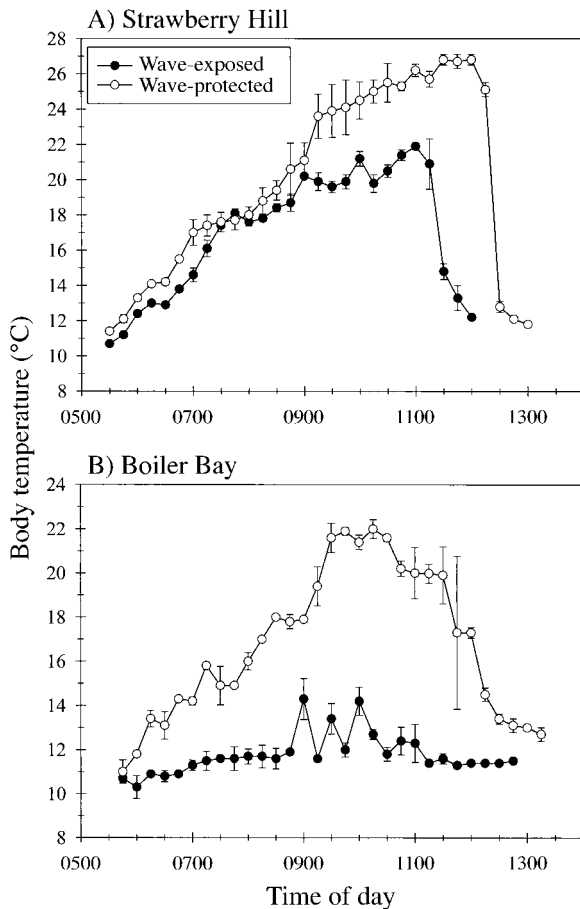 A) Strawberry Hill
28
Wave-exposed
26
Wave-protected
24
22
20
18
16
14
12
10
8
0500 0700 0900 1100 1300
Body temperature (°C)
B) Boiler Bay
24
22
20
18
16
14
12
10
8
0500 0700 0900 1100 1300
Time of day